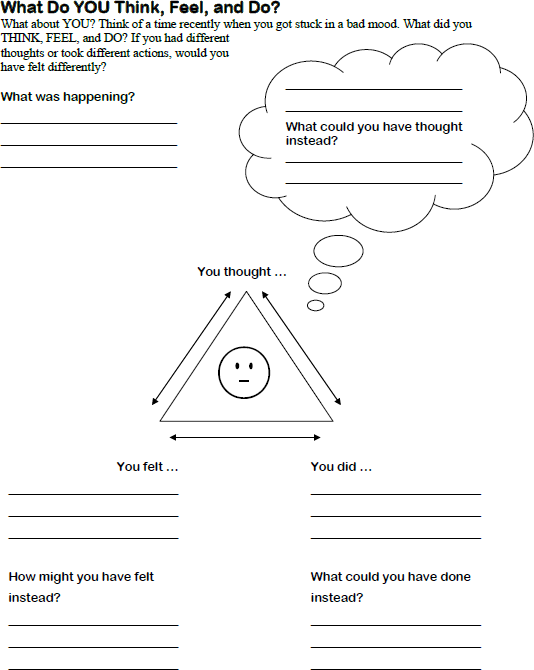 What Do YOU Think, Feel, and Do?
What about YOU? Think of a time recently when you got stuck in a bad mood. What did you
THINK, FEEL, and DO? If you had different
thoughts or took different actions, would you
have felt differently?
What was happening?
What could you have thought
instead?
You thought ...
You felt ...
You did ...
How might you have felt
instead?
What could you have done
instead?